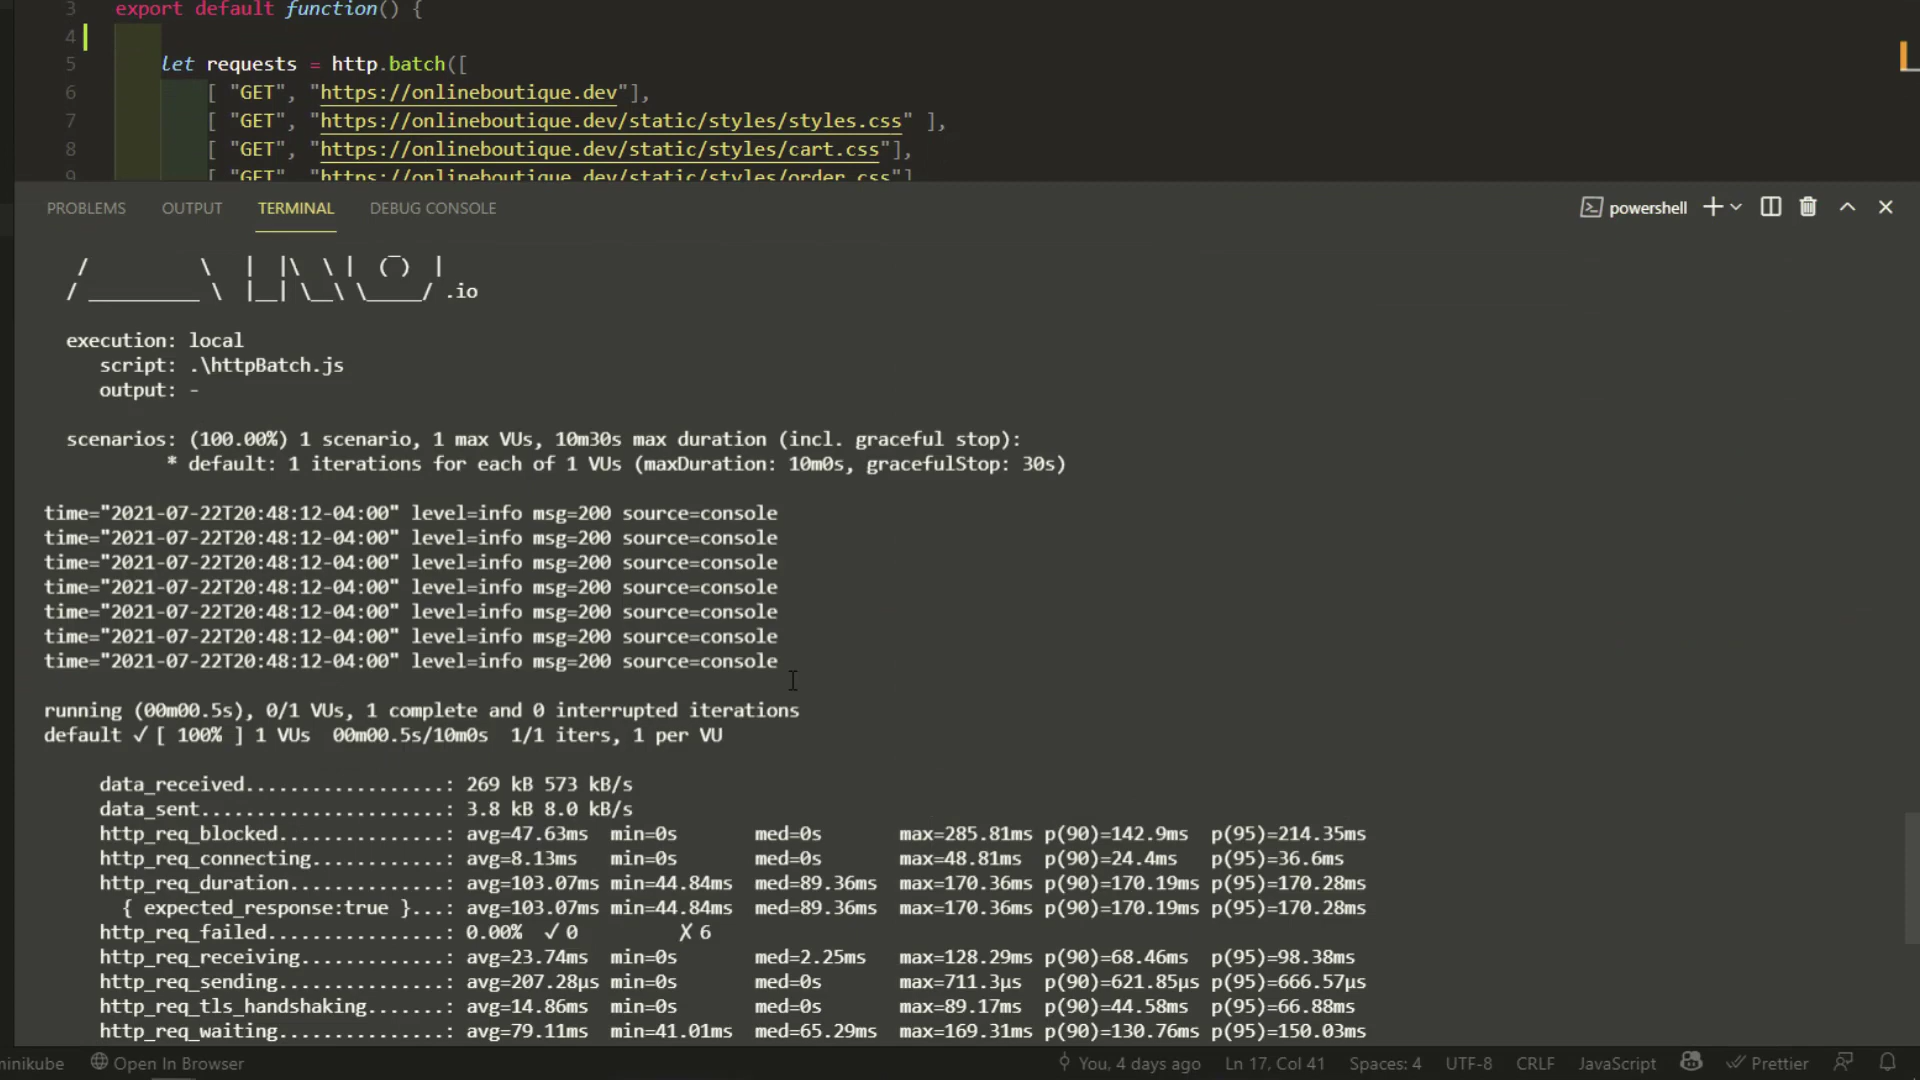 3 export default function() {
4
5 let requests = http.batch([
6 [ "GET", "https://onlineboutique.dev"],
7 [ "GET", "https://onlineboutique.dev/static/styles/styles.css" ],
8 [ "GET", "https://onlineboutique.dev/static/styles/cart.css"],
9 [ "GET", "https://onlineboutique.dev/static/styles/order.css"]
PROBLEMS OUTPUT TERMINAL DEBUG CONSOLE powershell
/          \  |  |\  \ |  (‾)  |
/ __________ \  |__| \__\ \_____/ .io
execution: local
script: .\httpBatch.js
output: -
scenarios: (100.00%) 1 scenario, 1 max VUs, 10m30s max duration (incl. graceful stop):
* default: 1 iterations for each of 1 VUs (maxDuration: 10m0s, gracefulStop: 30s)
time="2021-07-22T20:48:12-04:00" level=info msg=200 source=console
time="2021-07-22T20:48:12-04:00" level=info msg=200 source=console
time="2021-07-22T20:48:12-04:00" level=info msg=200 source=console
time="2021-07-22T20:48:12-04:00" level=info msg=200 source=console
time="2021-07-22T20:48:12-04:00" level=info msg=200 source=console
time="2021-07-22T20:48:12-04:00" level=info msg=200 source=console
time="2021-07-22T20:48:12-04:00" level=info msg=200 source=console
running (00m00.5s), 0/1 VUs, 1 complete and 0 interrupted iterations
default ✓ [ 100% ] 1 VUs  00m00.5s/10m0s  1/1 iters, 1 per VU
data_received..................: 269 kB 573 kB/s
data_sent......................: 3.8 kB 8.0 kB/s
http_req_blocked...............: avg=47.63ms min=0s med=0s max=285.81ms p(90)=142.9ms p(95)=214.35ms
http_req_connecting............: avg=8.13ms min=0s med=0s max=48.81ms p(90)=24.4ms p(95)=36.6ms
http_req_duration..............: avg=103.07ms min=44.84ms med=89.36ms max=170.36ms p(90)=170.19ms p(95)=170.28ms
{ expected_response:true }...: avg=103.07ms min=44.84ms med=89.36ms max=170.36ms p(90)=170.19ms p(95)=170.28ms
http_req_failed................: 0.00% ✓ 0 ✗ 6
http_req_receiving.............: avg=23.74ms min=0s med=2.25ms max=128.29ms p(90)=68.46ms p(95)=98.38ms
http_req_sending...............: avg=207.28µs min=0s med=0s max=711.3µs p(90)=621.85µs p(95)=666.57µs
http_req_tls_handshaking.......: avg=14.86ms min=0s med=0s max=89.17ms p(90)=44.58ms p(95)=66.88ms
http_req_waiting...............: avg=79.11ms min=41.01ms med=65.29ms max=169.31ms p(90)=130.76ms p(95)=150.03ms
minikube Open In Browser You, 4 days ago Ln 17, Col 41 Spaces: 4 UTF-8 CRLF JavaScript Prettier